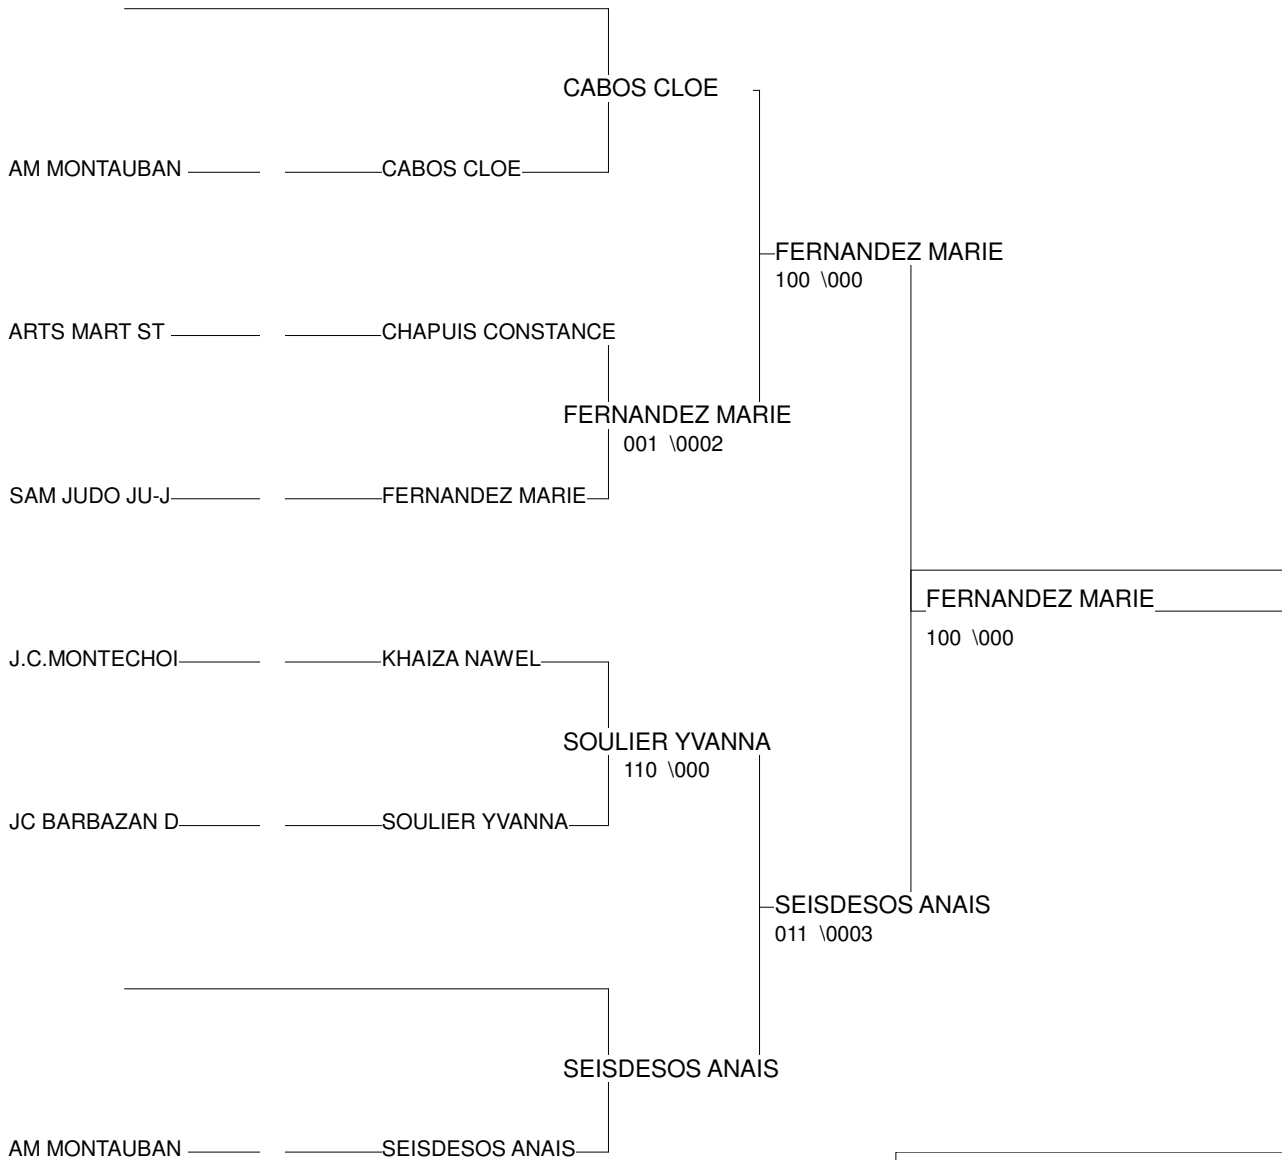 CABOS CLOE
AM MONTAUBAN CABOS CLOE
FERNANDEZ MARIE
100 \000
ARTS MART ST CHAPUIS CONSTANCE
FERNANDEZ MARIE
001 \0002
SAM JUDO JU-J FERNANDEZ MARIE
FERNANDEZ MARIE
100 \000
J.C.MONTECHOI KHAIZA NAWEL
SOULIER YVANNA
110 \000
JC BARBAZAN D SOULIER YVANNA
SEISDESOS ANAIS
011 \0003
SEISDESOS ANAIS
AM MONTAUBAN SEISDESOS ANAIS